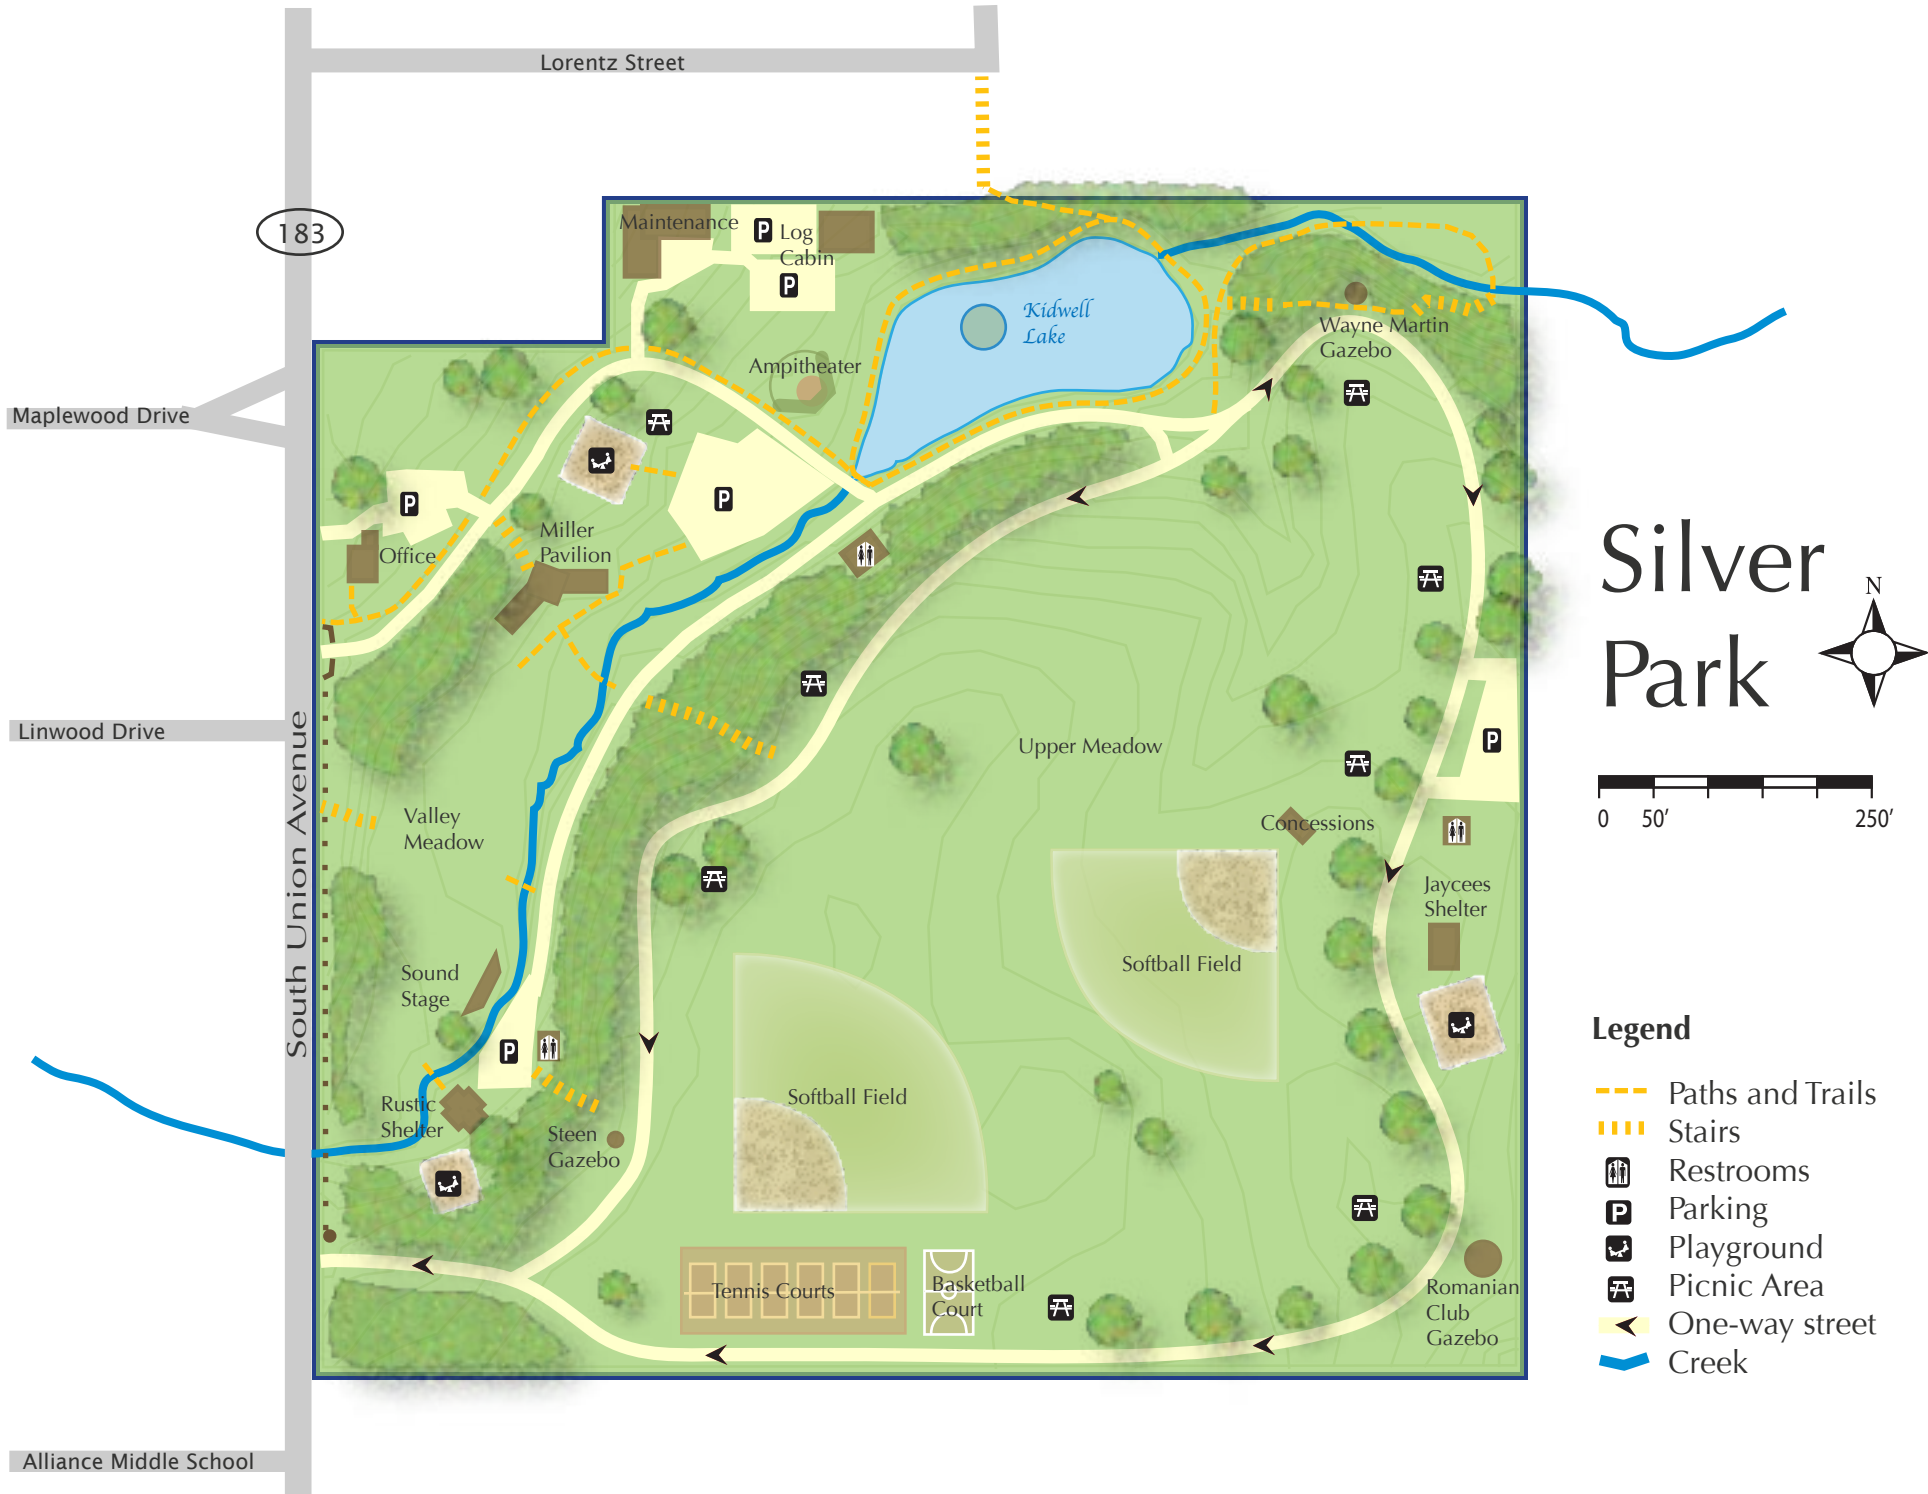 Lorentz Street
183
Maintenance
P
Log
Cabin
P
Kidwell
Lake
Wayne Martin
Gazebo
Ampitheater
Maplewood Drive
P
P
Miller
Pavilion
Office
Silver
Park
N
Linwood Drive
South Union Avenue
Upper Meadow
P
0
50'
250'
Valley
Meadow
Concessions
Jaycees
Shelter
Sound
Stage
Softball Field
P
Softball Field
Rustic
Shelter
Steen
Gazebo
Tennis Courts
Basketball
Court
Romanian
Club
Gazebo
Legend
Paths and Trails
Stairs
Restrooms
P
Parking
Playground
Picnic Area
One-way street
Creek
Alliance Middle School